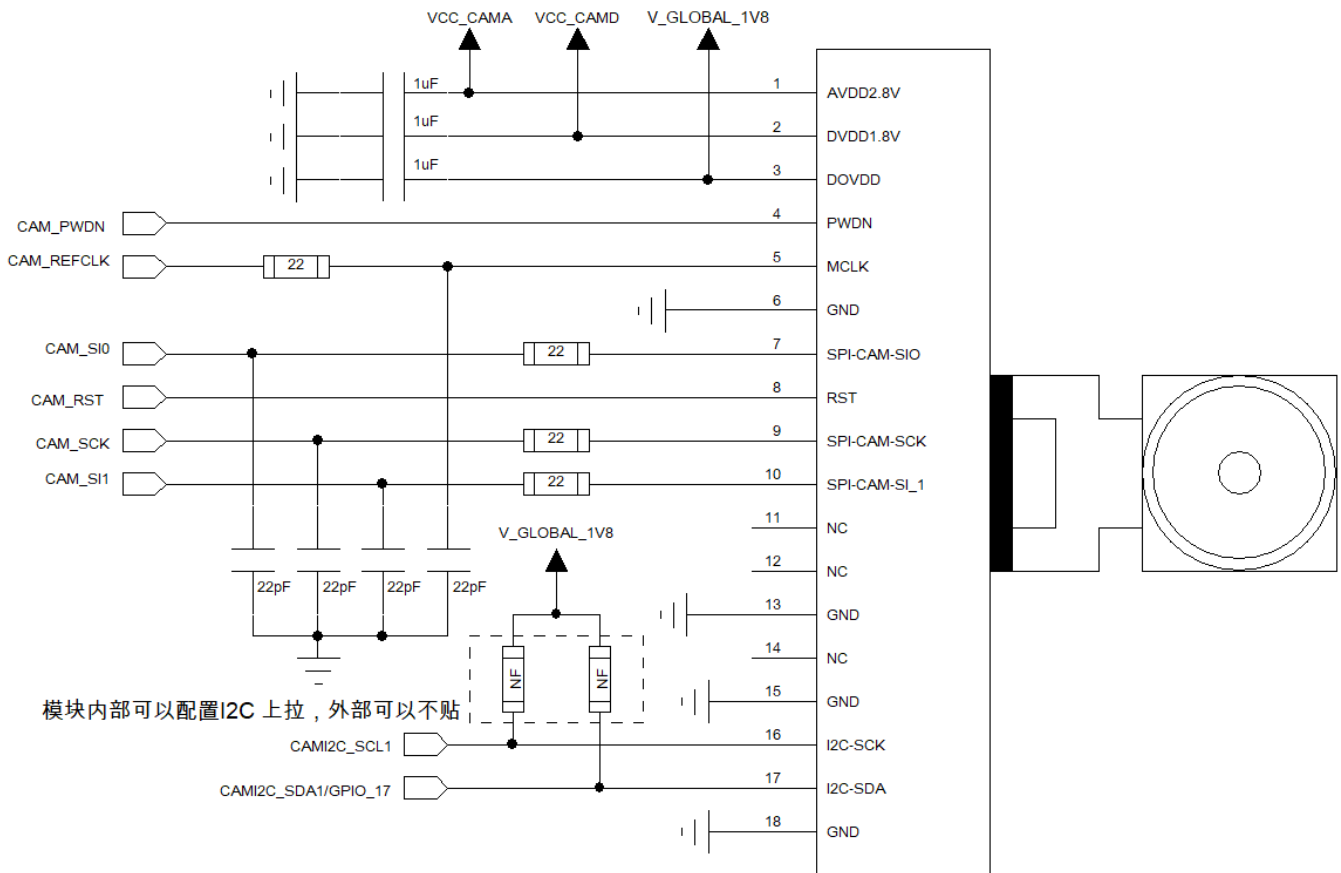 VCC_CAMA VCC_CAMD V_GLOBAL_1V8
1uF 1 AVDD2.8V
1uF 2 DVDD1.8V
1uF 3 DOVDD
CAM_PWDN 4 PWDN
CAM_REFCLK 22 5 MCLK
6 GND
CAM_SI0 22 7 SPI-CAM-SIO
CAM_RST 8 RST
CAM_SCK 22 9 SPI-CAM-SCK
CAM_SI1 22 10 SPI-CAM-SI_1
11 NC
V_GLOBAL_1V8
12 NC
22pF 22pF 22pF 22pF
13 GND
14 NC
NF NF
15 GND
模块内部可以配置I2C 上拉，外部可以不贴
CAMI2C_SCL1 16 I2C-SCK
CAMI2C_SDA1/GPIO_17 17 I2C-SDA
18 GND